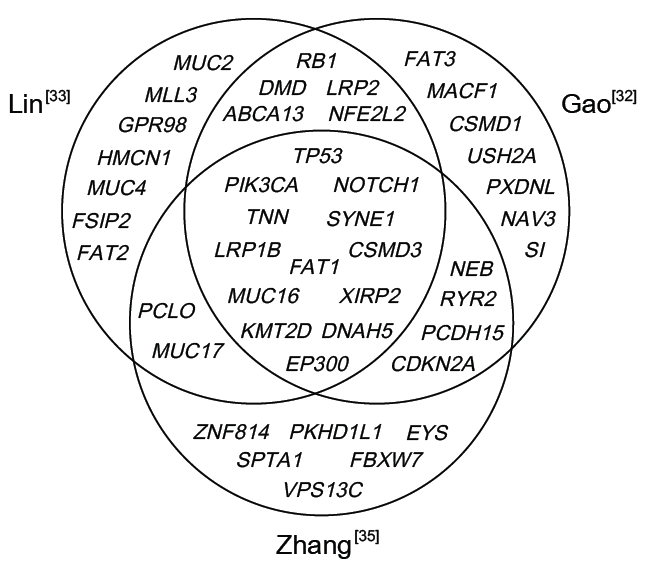 MUC2
RB1
FAT3
MLL3
DMD LRP2
MACF1
Lin[33]
Gao[32]
GPR98
ABCA13 NFE2L2
CSMD1
HMCN1
TP53
USH2A
MUC4
PIK3CA NOTCH1
PXDNL
FSIP2
TNN SYNE1
NAV3
FAT2
LRP1B CSMD3
SI
FAT1
NEB
MUC16 XIRP2
RYR2
PCLO
KMT2D DNAH5
PCDH15
MUC17
EP300
CDKN2A
ZNF814 PKHD1L1 EYS
SPTA1 FBXW7
VPS13C
Zhang[35]